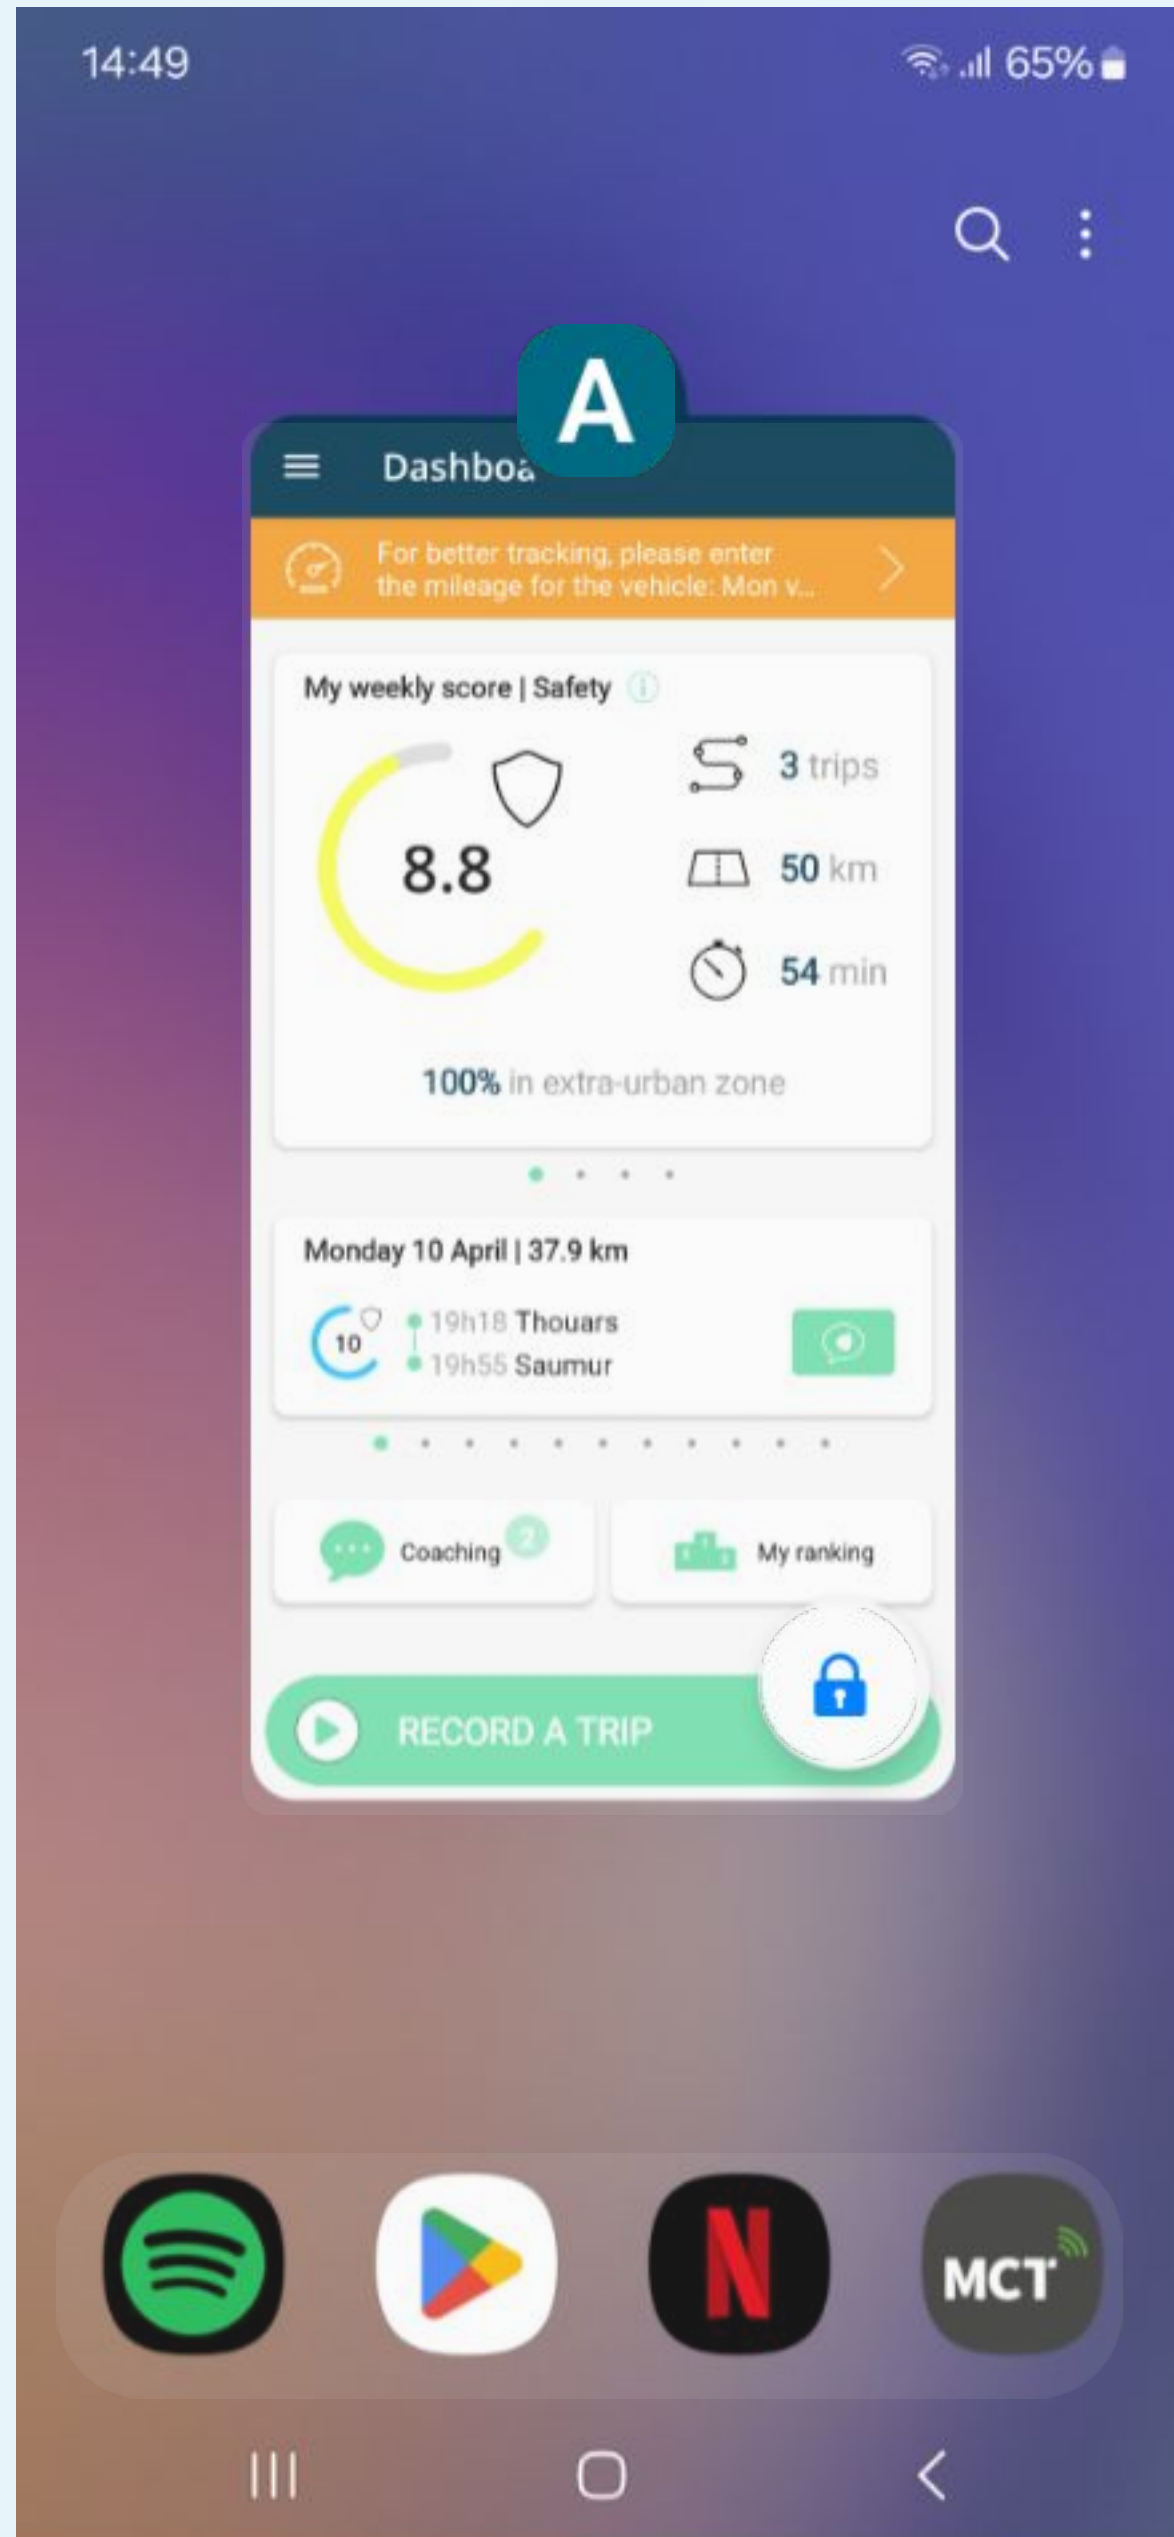 14:49
65%
A
Dashboa
For better tracking, please enter
the mileage for the vehicle: Mon v...
My weekly score | Safety
8.8
3 trips
50 km
54 min
100% in extra-urban zone
Monday 10 April | 37.9 km
10
19h18 Thouars
19h55 Saumur
Coaching 2
My ranking
RECORD A TRIP
N
MCT